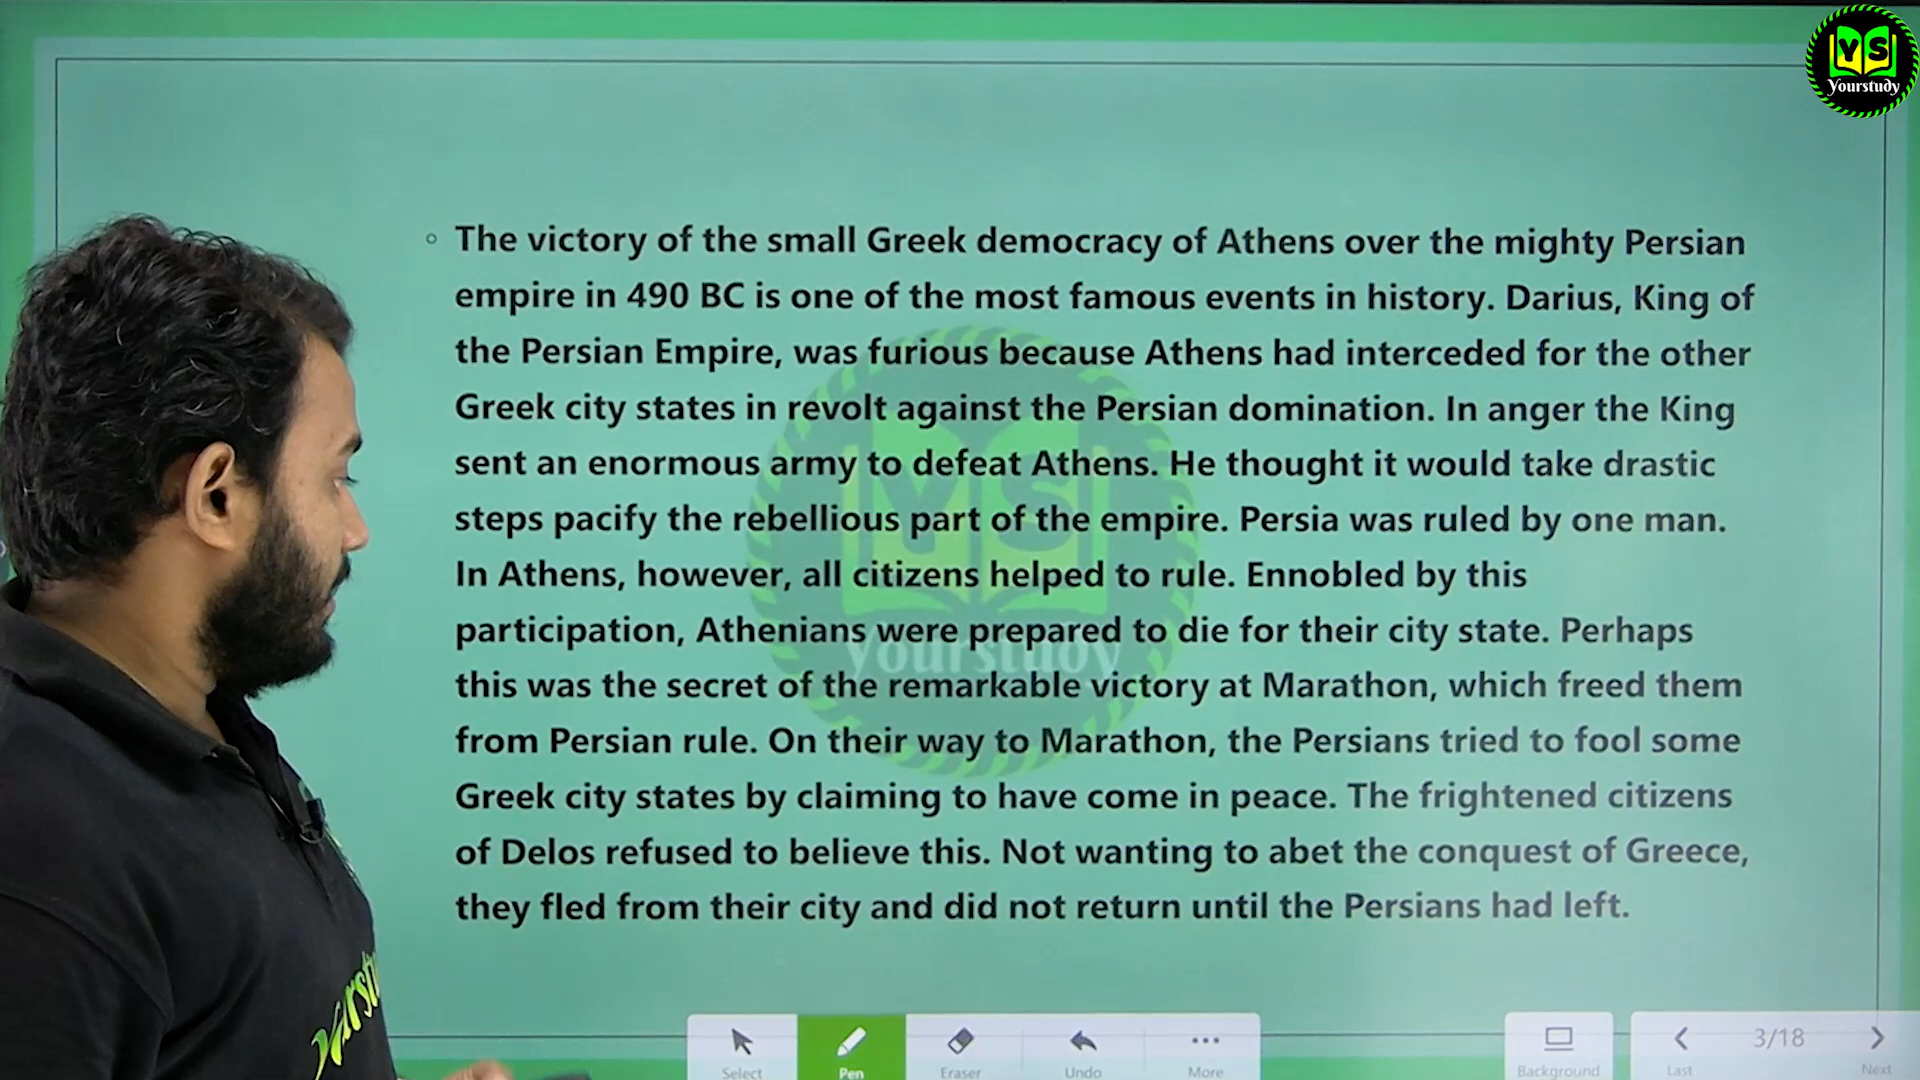 YS
Yourstudy
The victory of the small Greek democracy of Athens over the mighty Persian
empire in 490 BC is one of the most famous events in history. Darius, King of
the Persian Empire, was furious because Athens had interceded for the other
Greek city states in revolt against the Persian domination. In anger the King
sent an enormous army to defeat Athens. He thought it would take drastic
steps pacify the rebellious part of the empire. Persia was ruled by one man.
In Athens, however, all citizens helped to rule. Ennobled by this
participation, Athenians were prepared to die for their city state. Perhaps
this was the secret of the remarkable victory at Marathon, which freed them
from Persian rule. On their way to Marathon, the Persians tried to fool some
Greek city states by claiming to have come in peace. The frightened citizens
of Delos refused to believe this. Not wanting to abet the conquest of Greece,
they fled from their city and did not return until the Persians had left.
YS
Yourstudy
Select Pen Eraser Undo More Background Last 3/18 Next